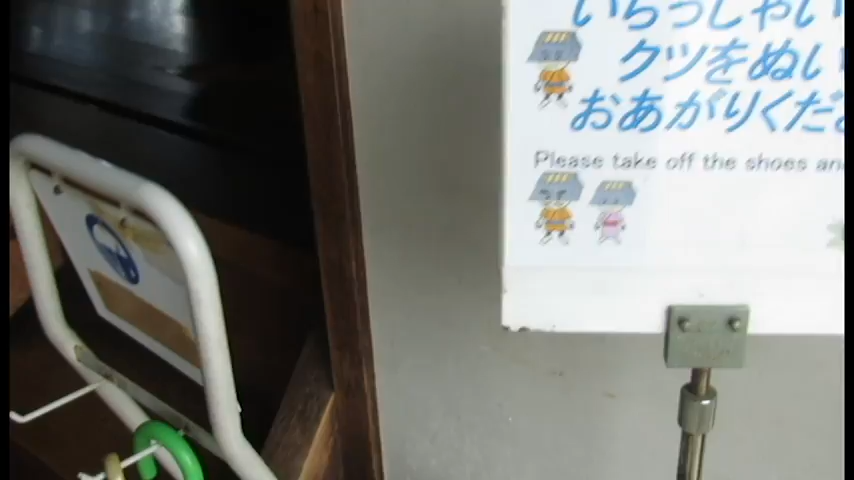 いらっしゃい
クツをぬい
おあがりくだ
Please take off the shoes an